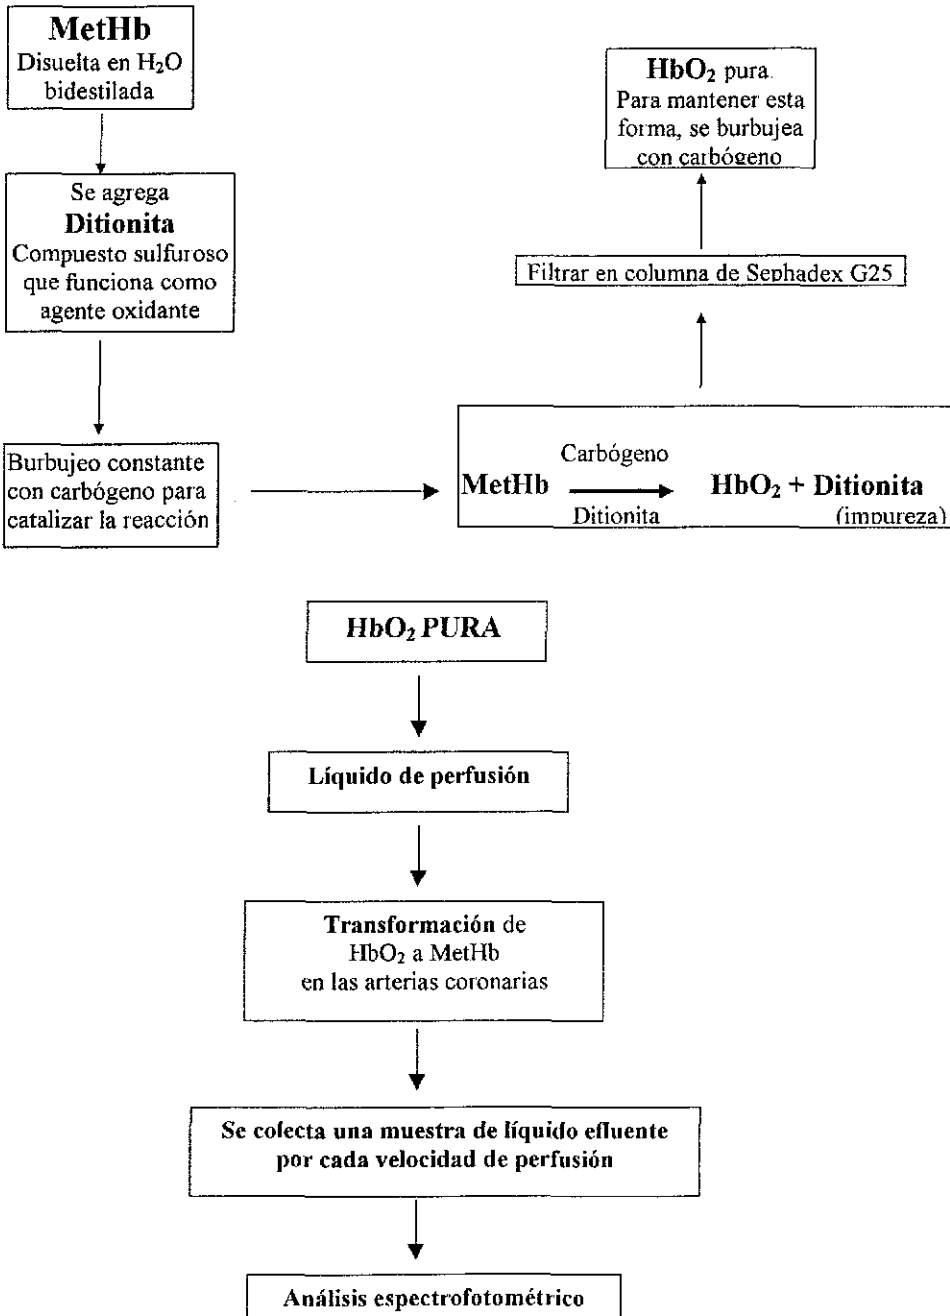 MetHb
Disuelta en H₂O
bidestilada
Se agrega
Ditionita
Compuesto sulfuroso
que funciona como
agente oxidante
Burbujeo constante
con carbógeno para
catalizar la reacción
Carbógeno
MetHb HbO₂ + Ditionita
Ditionita (impureza)
Filtrar en columna de Sephadex G25
HbO₂ pura.
Para mantener esta
forma, se burbujea
con carbógeno
HbO₂ PURA
Líquido de perfusión
Transformación de
HbO₂ a MetHb
en las arterias coronarias
Se colecta una muestra de líquido efluente
por cada velocidad de perfusión
Análisis espectrofotométrico